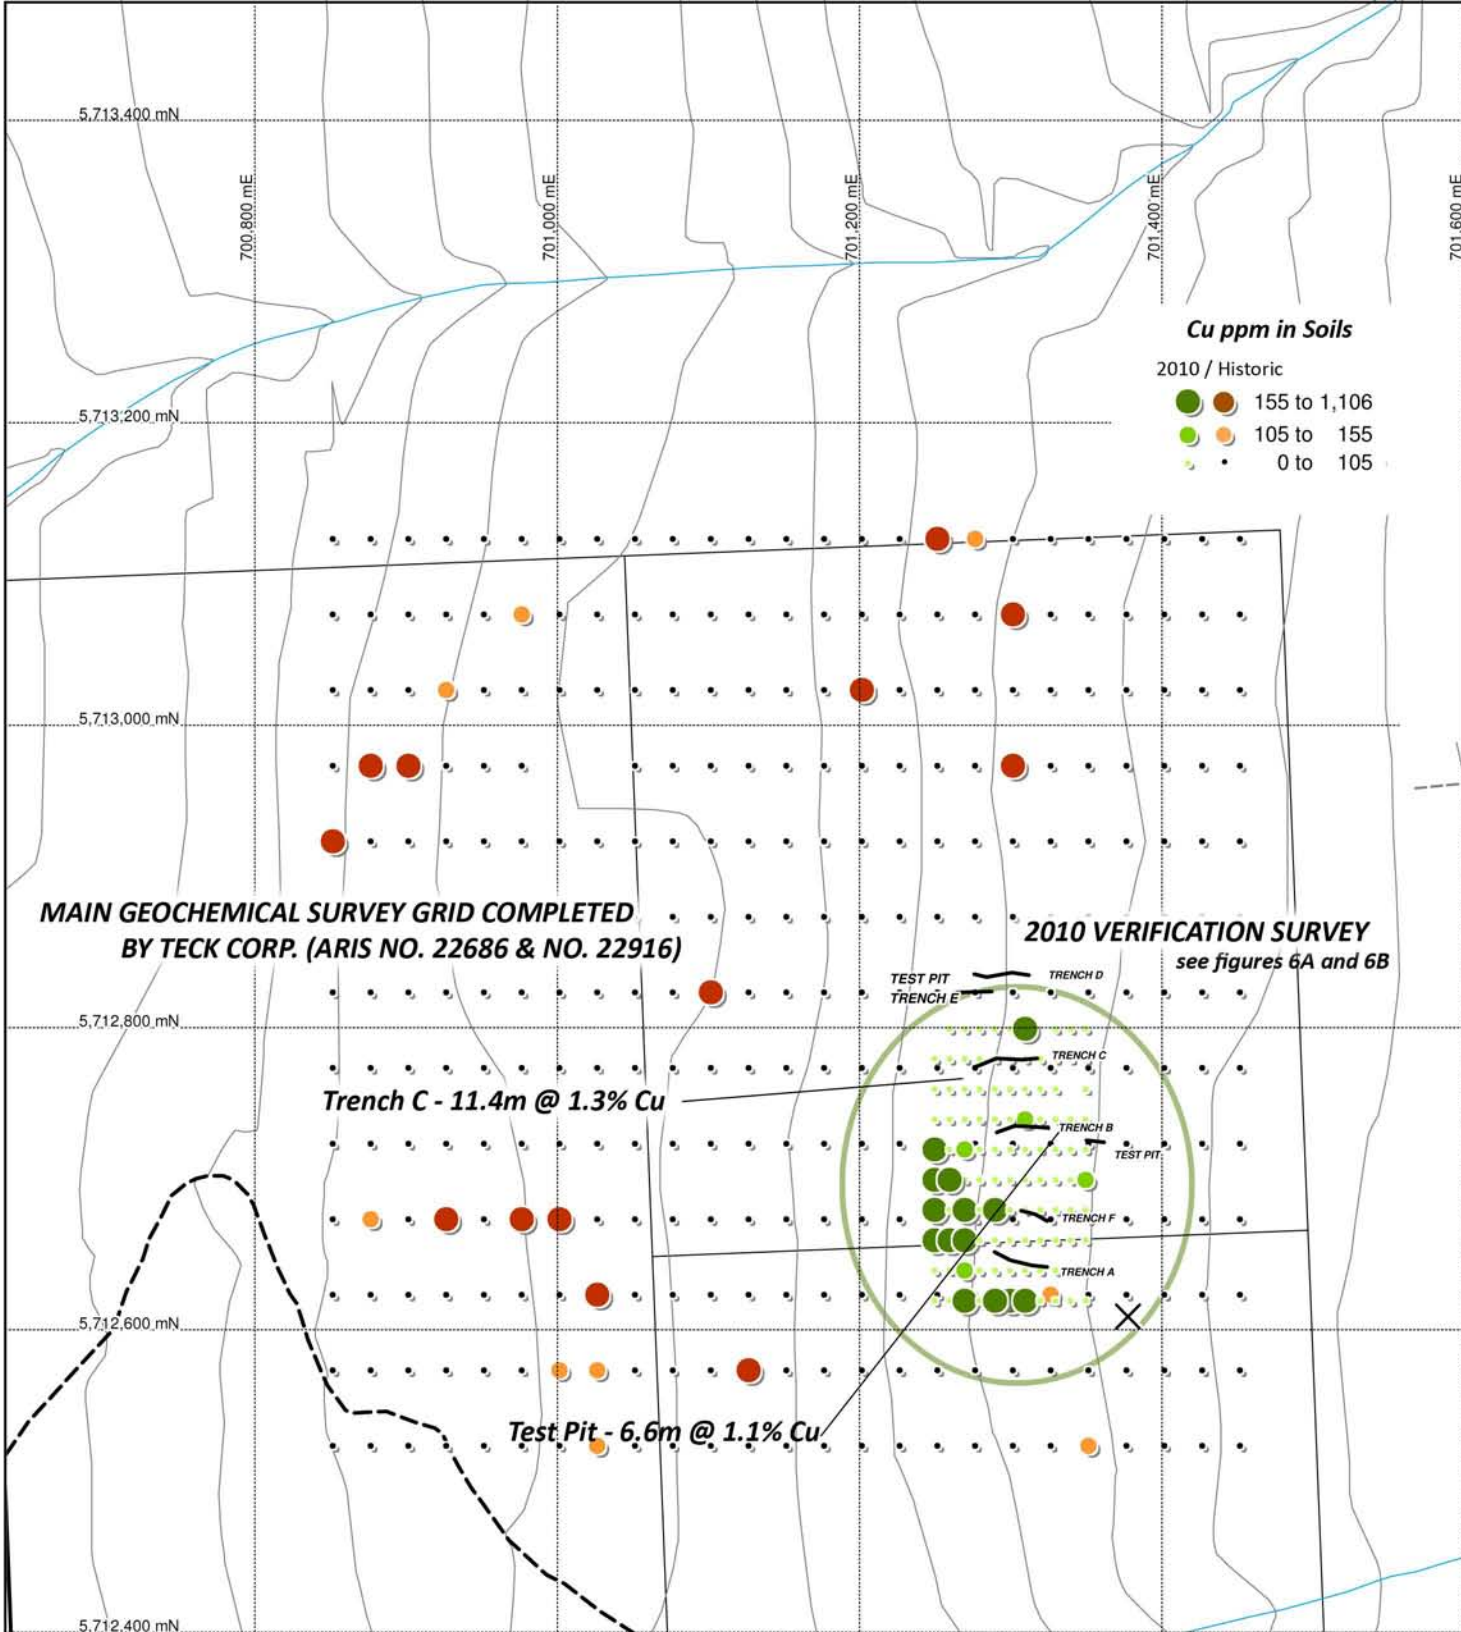 5,713,400 mN
700,800 mE
701,000 mE
701,200 mE
701,400 mE
701,600 mE
Cu ppm in Soils
2010 / Historic
155 to 1,106
105 to 155
0 to 105
5,713,200 mN
5,713,000 mN
MAIN GEOCHEMICAL SURVEY GRID COMPLETED
BY TECK CORP. (ARIS NO. 22686 & NO. 22916)
2010 VERIFICATION SURVEY
see figures 6A and 6B
TEST PIT
TRENCH D
TRENCH E
5,712,800 mN
TRENCH C
Trench C - 11.4m @ 1.3% Cu
TRENCH B
TEST PIT
TRENCH F
TRENCH A
5,712,600 mN
Test Pit - 6.6m @ 1.1% Cu
5,712,400 mN